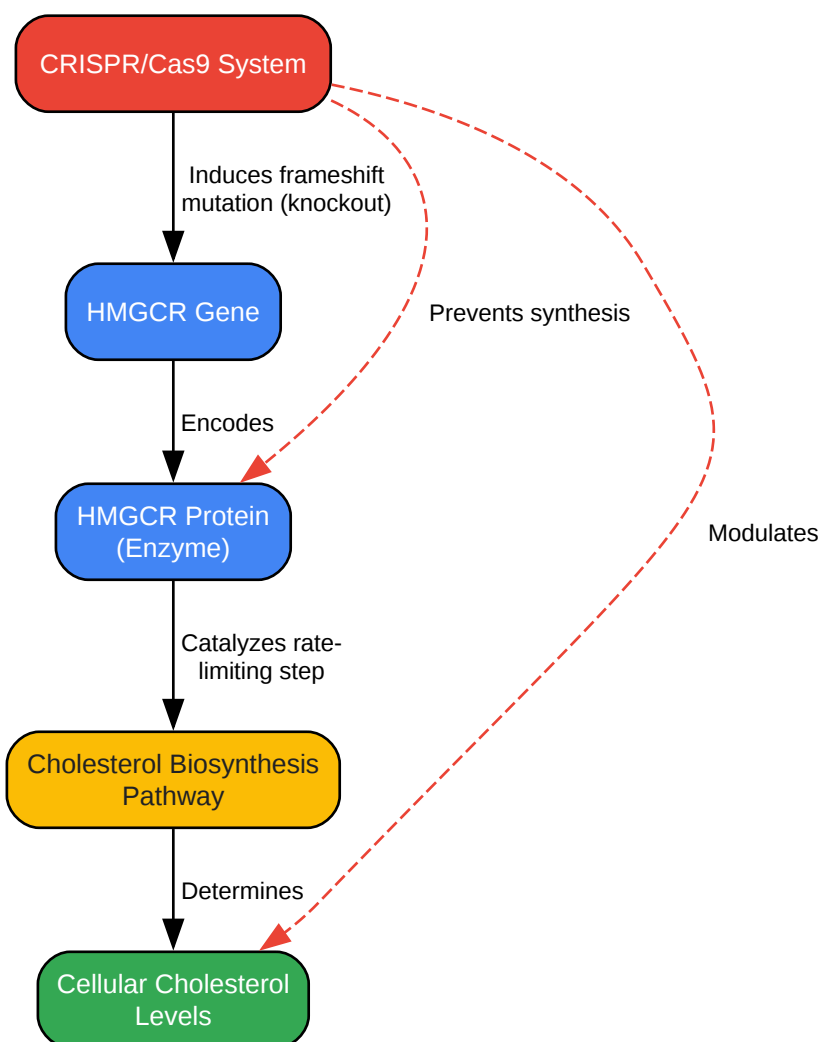 CRISPR/Cas9 System
Induces frameshift
mutation (knockout)
HMGCR Gene
Prevents synthesis
Encodes
HMGCR Protein
(Enzyme)
Modulates
Catalyzes rate-
limiting step
Cholesterol Biosynthesis
Pathway
Determines
Cellular Cholesterol
Levels